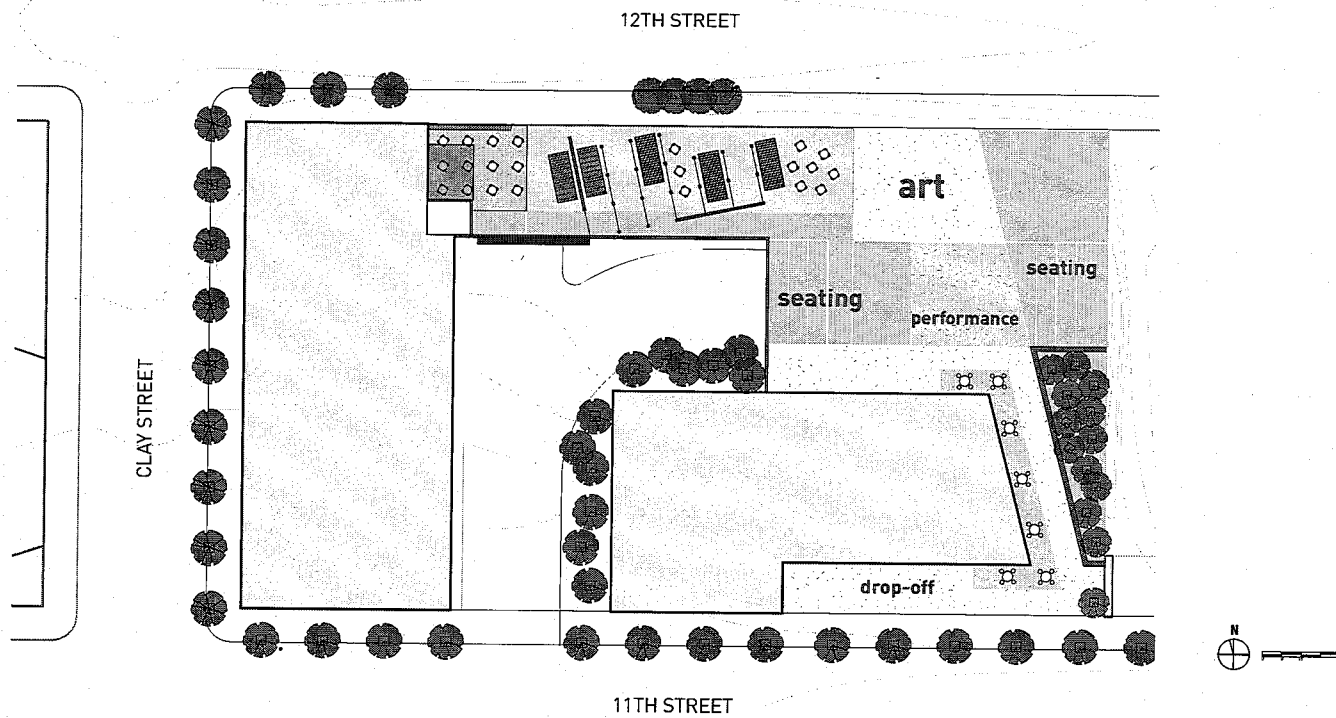 12TH STREET
art
seating
seating
performance
CLAY STREET
drop-off
N
11TH STREET